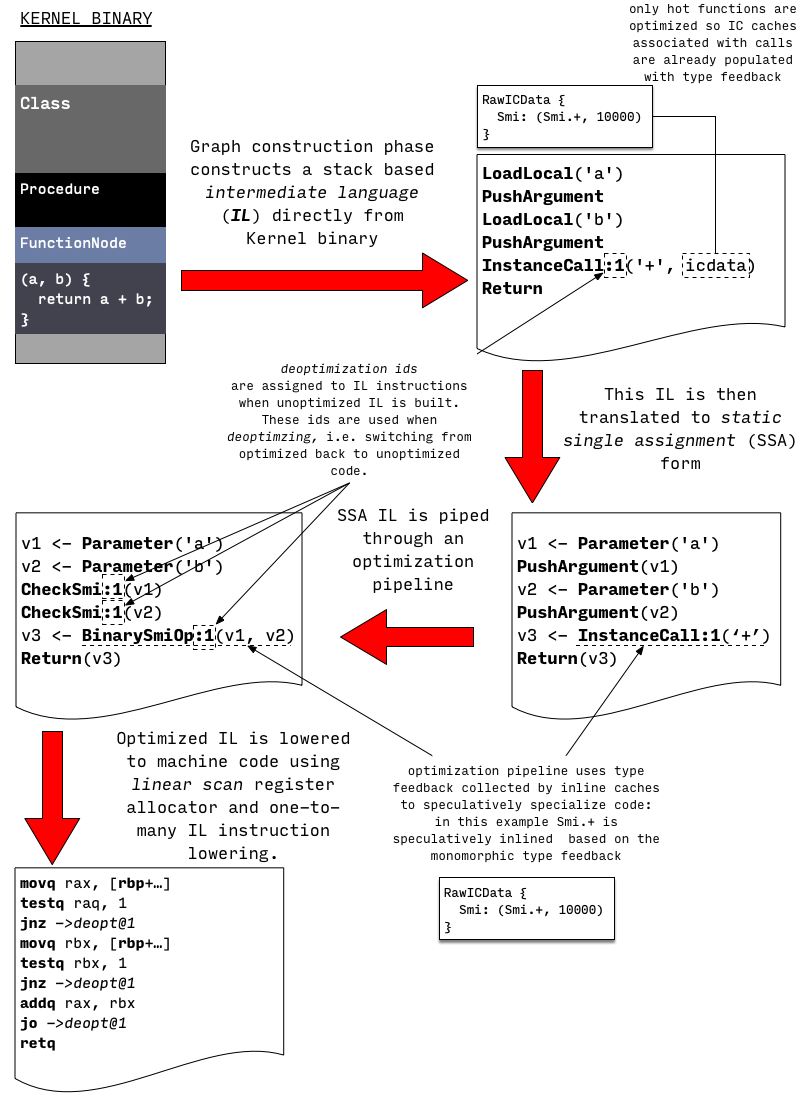 KERNEL BINARY
Class
Procedure
FunctionNode
(a, b) {
return a + b;
}
Graph construction phase
constructs a stack based
intermediate language
(IL) directly from
Kernel binary
only hot functions are
optimized so IC caches
associated with calls
are already populated
with type feedback
RawICData {
Smi: (Smi.+, 10000)
}
LoadLocal('a')
PushArgument
LoadLocal('b')
PushArgument
InstanceCall:1('+', icdata)
Return
deoptimization ids
are assigned to IL instructions
when unoptimized IL is built.
These ids are used when
deoptimzing, i.e. switching from
optimized back to unoptimized
code.
This IL is then
translated to static
single assignment (SSA)
form
SSA IL is piped
through an
optimization
pipeline
v1 <- Parameter('a')
PushArgument(v1)
v2 <- Parameter('b')
PushArgument(v2)
v3 <- InstanceCall:1(‘+’)
Return(v3)
v1 <- Parameter('a')
v2 <- Parameter('b')
CheckSmi:1(v1)
CheckSmi:1(v2)
v3 <- BinarySmiOp:1(v1, v2)
Return(v3)
optimization pipeline uses type
feedback collected by inline caches
to speculatively specialize code:
in this example Smi.+ is
speculatively inlined  based on the
monomorphic type feedback
RawICData {
Smi: (Smi.+, 10000)
}
Optimized IL is lowered
to machine code using
linear scan register
allocator and one-to-
many IL instruction
lowering.
movq rax, [rbp+…]
testq raq, 1
jnz ->deopt@1
movq rbx, [rbp+…]
testq rbx, 1
jnz ->deopt@1
addq rax, rbx
jo ->deopt@1
retq